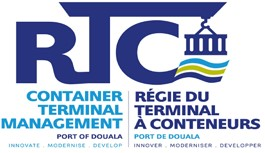 RTC
CONTAINER
TERMINAL
MANAGEMENT
PORT OF DOUALA
INNOVATE . MODERNISE . DEVELOP
RÉGIE DU
TERMINAL
À CONTENEURS
PORT DE DOUALA
INNOVER . MODERNISER . DEVELOPPER